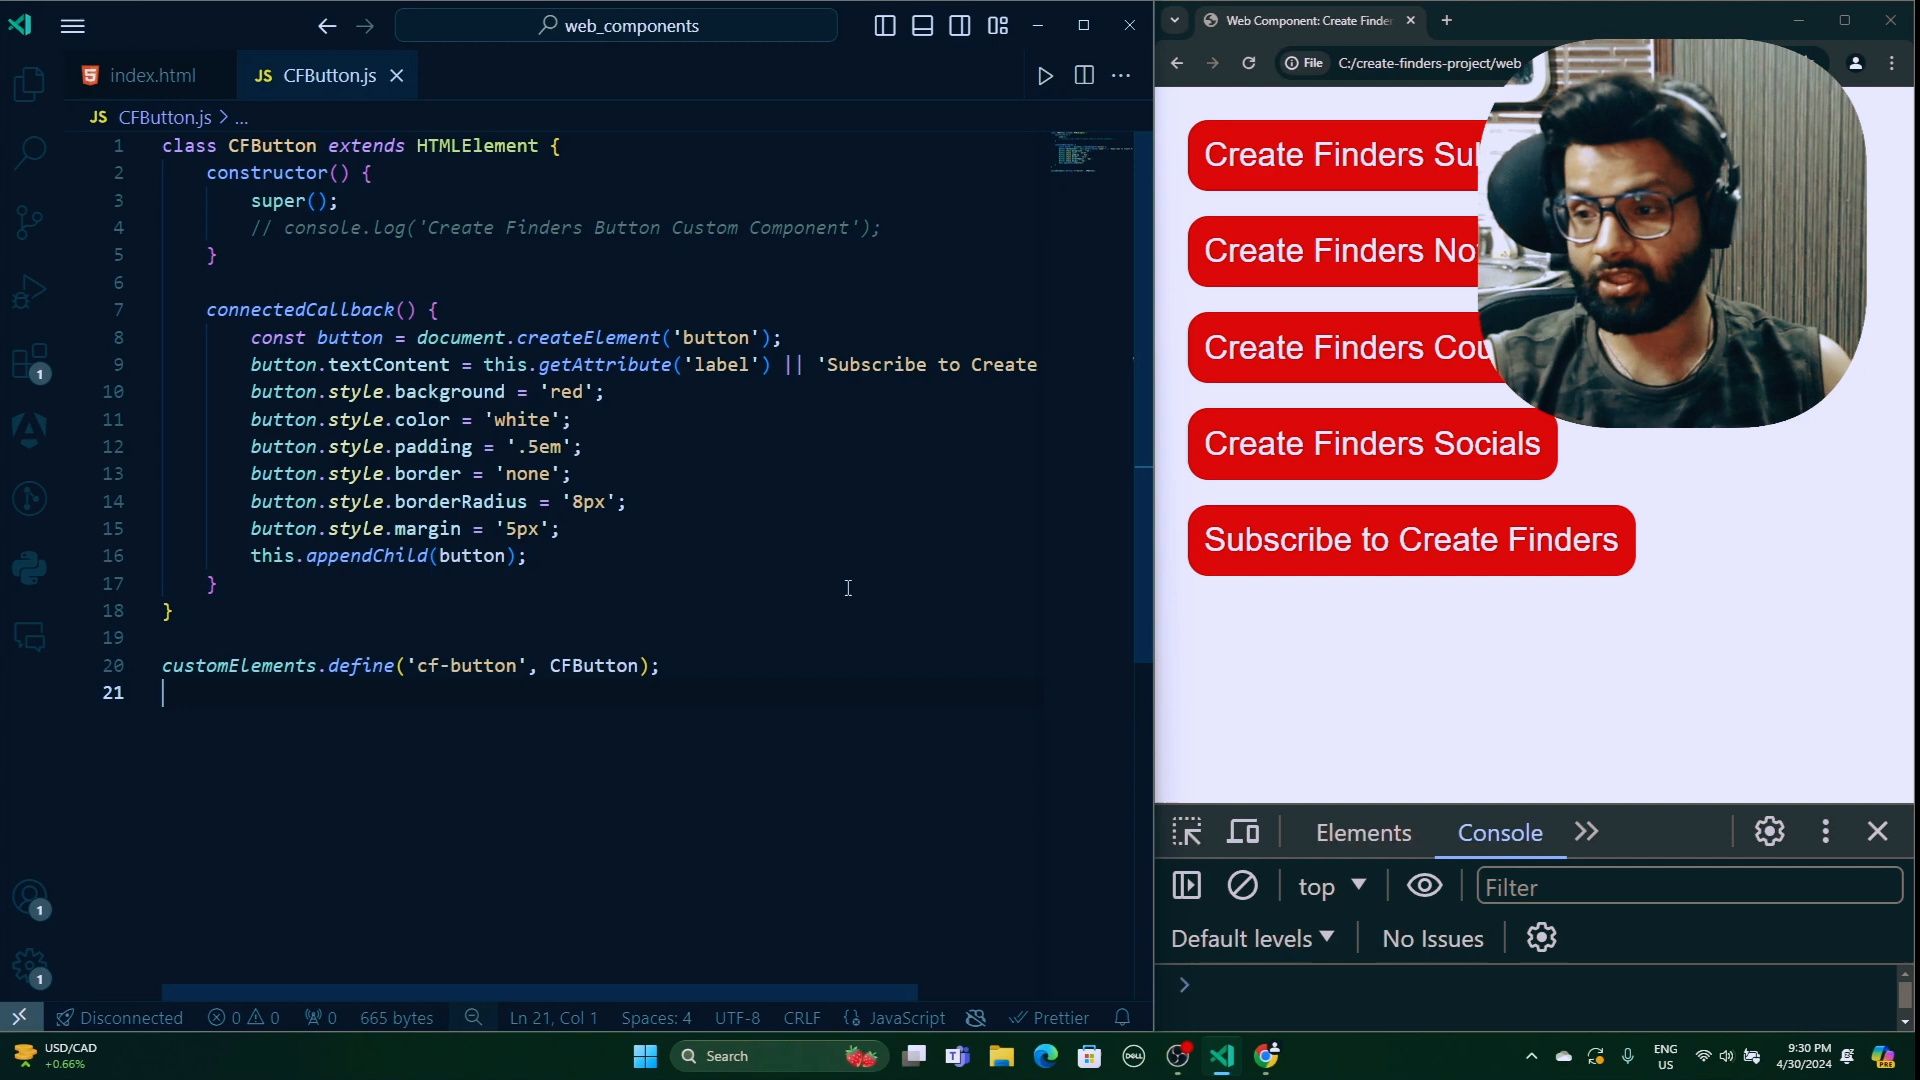 web_components
index.html
JS CFButton.js
JS CFButton.js > ...
1 class CFButton extends HTMLElement {
2 constructor() {
3 super();
4 // console.log('Create Finders Button Custom Component');
5 }
6
7 connectedCallback() {
8 const button = document.createElement('button');
9 button.textContent = this.getAttribute('label') || 'Subscribe to Create
10 button.style.background = 'red';
11 button.style.color = 'white';
12 button.style.padding = '.5em';
13 button.style.border = 'none';
14 button.style.borderRadius = '8px';
15 button.style.margin = '5px';
16 this.appendChild(button);
17 }
18 }
19
20 customElements.define('cf-button', CFButton);
21
1
1
1
Disconnected 0 0 0 665 bytes Ln 21, Col 1 Spaces: 4 UTF-8 CRLF {} JavaScript Prettier
Web Component: Create Finder
File C:/create-finders-project/web
Create Finders Su
Create Finders No
Create Finders Cou
Create Finders Socials
Subscribe to Create Finders
Elements Console
top Filter
Default levels No Issues
USD/CAD
+0.66%
Search
DELL
PRE
ENG
US
9:30 PM
4/30/2024